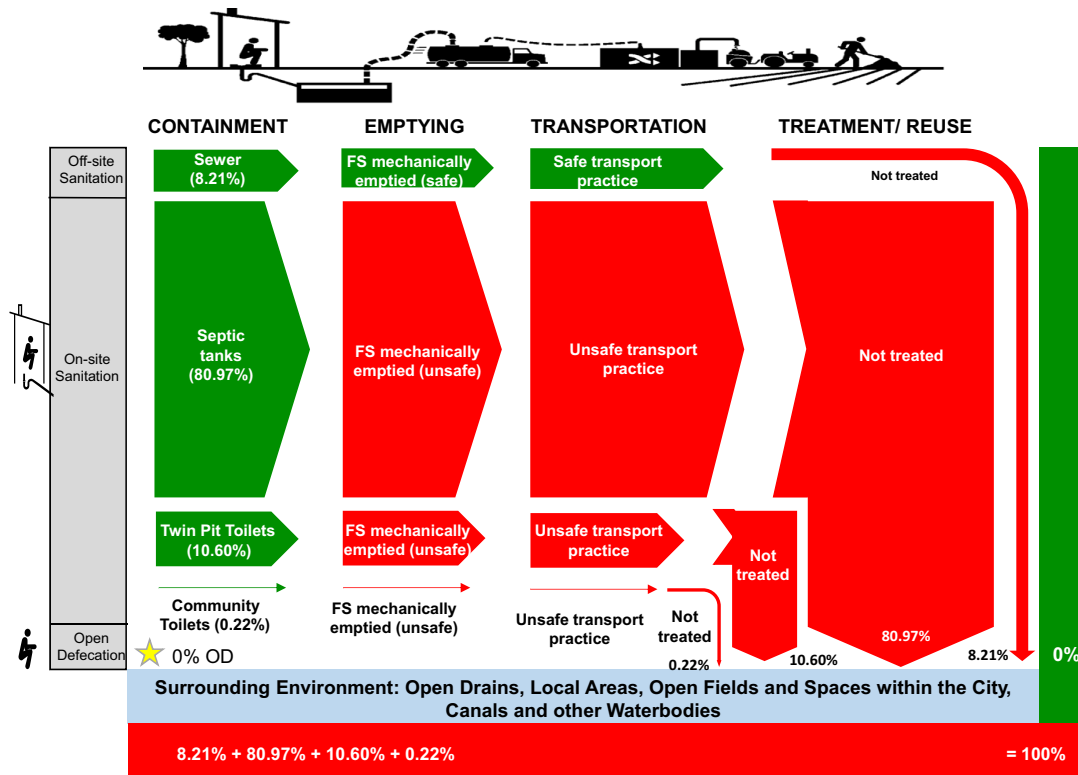 CONTAINMENT
EMPTYING
TRANSPORTATION
TREATMENT/ REUSE
Off-site
Sanitation
Sewer
(8.21%)
FS mechanically
emptied (safe)
Safe transport
practice
Not treated
On-site
Sanitation
Septic
tanks
(80.97%)
FS mechanically
emptied (unsafe)
Unsafe transport
practice
Not treated
Twin Pit Toilets
(10.60%)
FS mechanically
emptied (unsafe)
Unsafe transport
practice
Not
treated
Community
Toilets (0.22%)
FS mechanically
emptied (unsafe)
Unsafe transport
practice
Not
treated
0.22%
10.60%
80.97%
8.21%
0%
Open
Defecation
0% OD
Surrounding Environment: Open Drains, Local Areas, Open Fields and Spaces within the City,
Canals and other Waterbodies
8.21% + 80.97% + 10.60% + 0.22%
= 100%